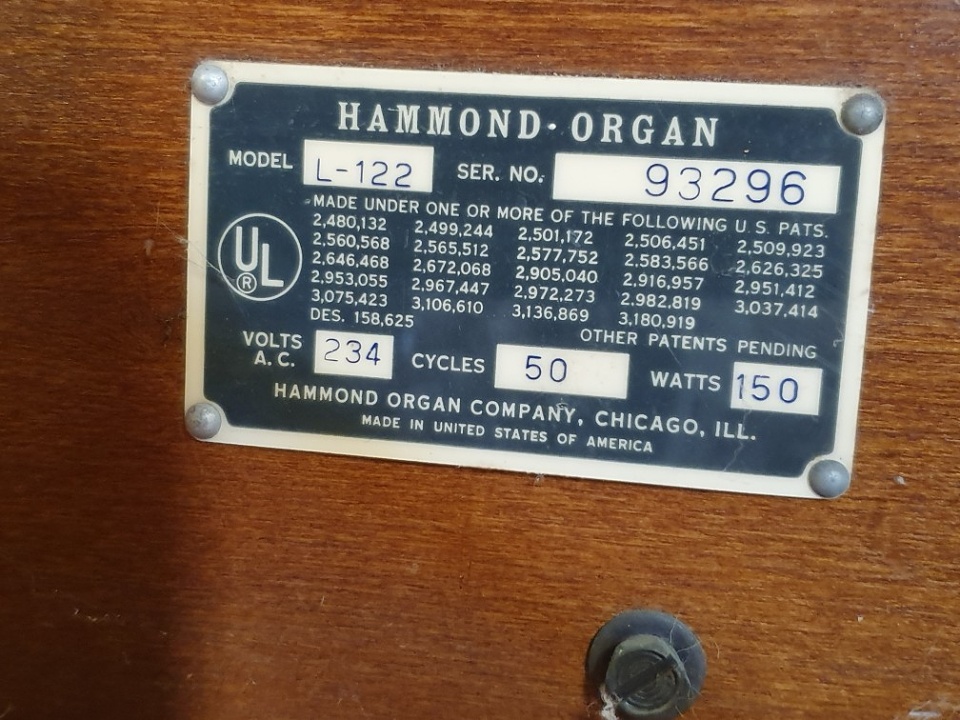 HAMMOND·ORGAN
MODEL L-122 SER. NO. 93296
MADE UNDER ONE OR MORE OF THE FOLLOWING U.S. PATS.
2,480,132 2,499,244 2,501,172 2,506,451 2,509,923
2,560,568 2,565,512 2,577,752 2,583,566 2,626,325
2,646,468 2,672,068 2,905,040 2,916,957 2,951,412
2,953,055 2,967,447 2,972,273 2,982,819 3,037,414
3,075,423 3,106,610 3,136,869 3,180,919
DES. 158,625
UL
®
OTHER PATENTS PENDING
VOLTS A.C. 234 CYCLES 50 WATTS 150
HAMMOND ORGAN COMPANY, CHICAGO, ILL.
MADE IN UNITED STATES OF AMERICA